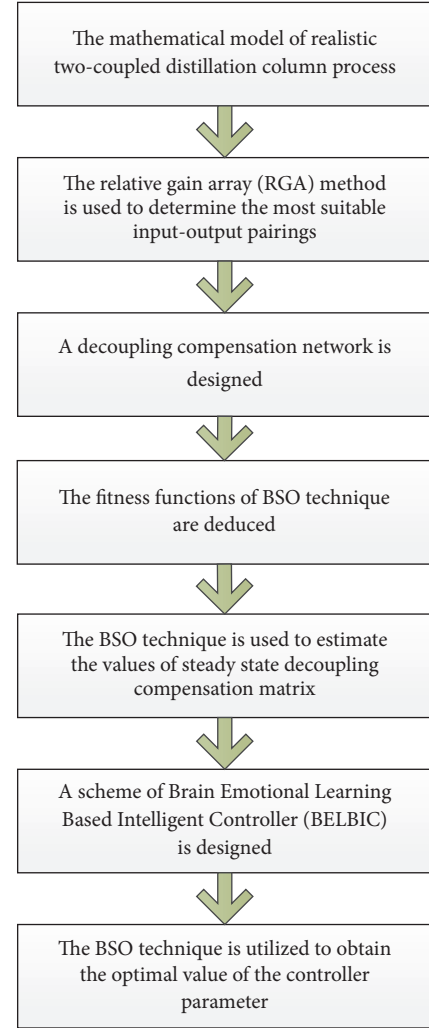 The mathematical model of realistic
two-coupled distillation column process
The relative gain array (RGA) method
is used to determine the most suitable
input-output pairings
A decoupling compensation network is
designed
The fitness functions of BSO technique
are deduced
The BSO technique is used to estimate
the values of steady state decoupling
compensation matrix
A scheme of Brain Emotional Learning
Based Intelligent Controller (BELBIC)
is designed
The BSO technique is utilized to obtain
the optimal value of the controller
parameter